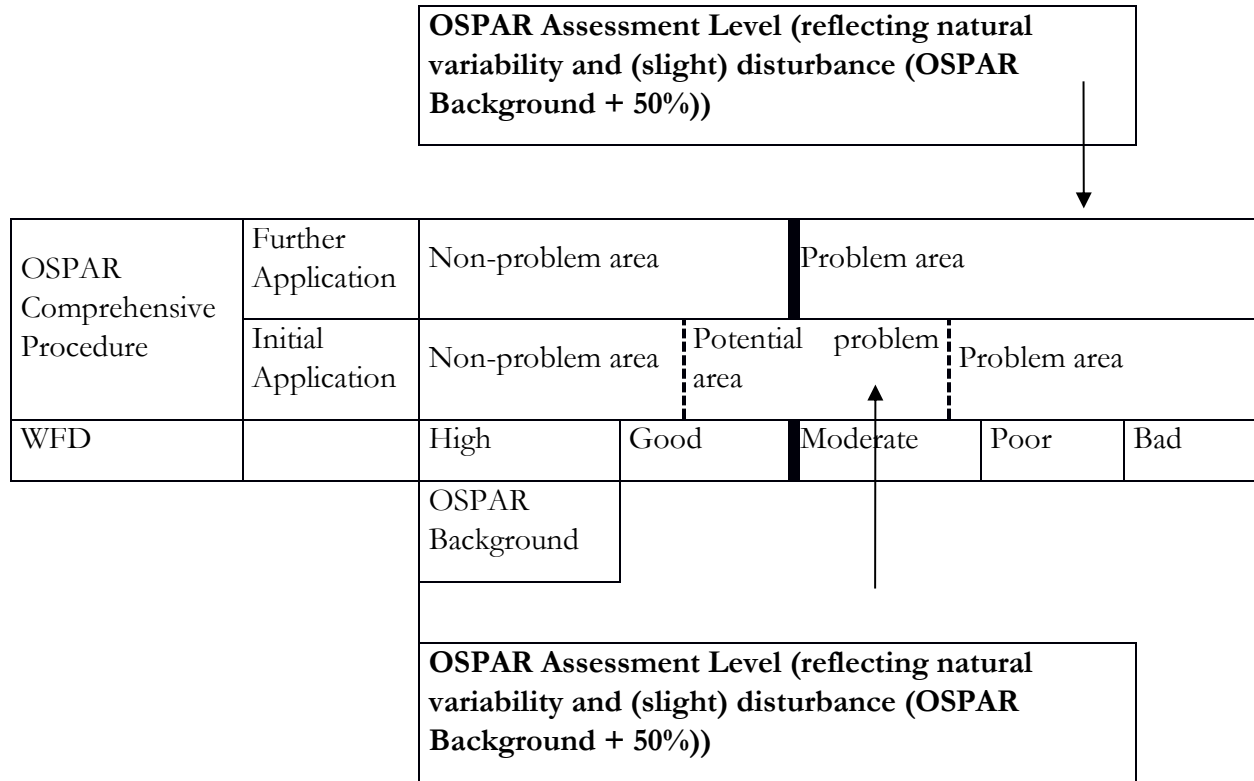 OSPAR Assessment Level (reflecting natural
variability and (slight) disturbance (OSPAR
Background + 50%))
OSPAR
Comprehensive
Procedure
Further
Application
Non-problem area
Problem area
Initial
Application
Non-problem area
Potential problem
area
Problem area
WFD
High
Good
Moderate
Poor
Bad
OSPAR
Background
OSPAR Assessment Level (reflecting natural
variability and (slight) disturbance (OSPAR
Background + 50%))